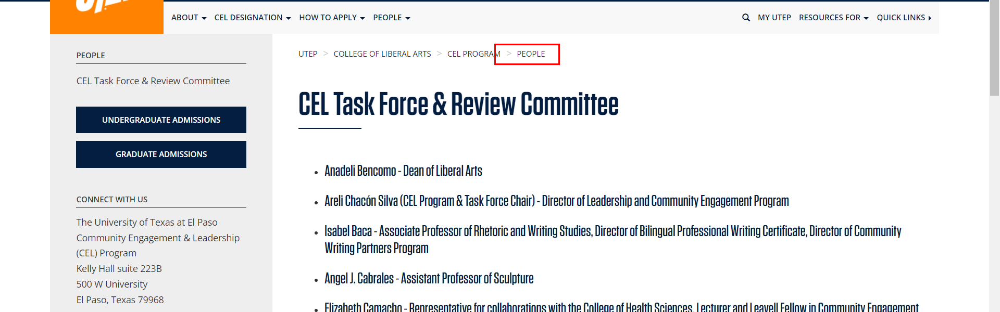 ABOUT CEL DESIGNATION HOW TO APPLY PEOPLE MY UTEP RESOURCES FOR QUICK LINKS
PEOPLE
CEL Task Force & Review Committee
UNDERGRADUATE ADMISSIONS
GRADUATE ADMISSIONS
CONNECT WITH US
The University of Texas at El Paso
Community Engagement & Leadership
(CEL) Program
Kelly Hall suite 223B
500 W University
El Paso, Texas 79968
UTEP > COLLEGE OF LIBERAL ARTS > CEL PROGRAM > PEOPLE
CEL Task Force & Review Committee
• Anadeli Bencomo - Dean of Liberal Arts
• Areli Chacón Silva (CEL Program & Task Force Chair) - Director of Leadership and Community Engagement Program
• Isabel Baca - Associate Professor of Rhetoric and Writing Studies, Director of Bilingual Professional Writing Certificate, Director of Community
Writing Partners Program
• Angel J. Cabrales - Assistant Professor of Sculpture
• Elizabeth Camacho - Representative for collaborations with the College of Health Sciences, Lecturer and Leavell Fellow in Community Engagement